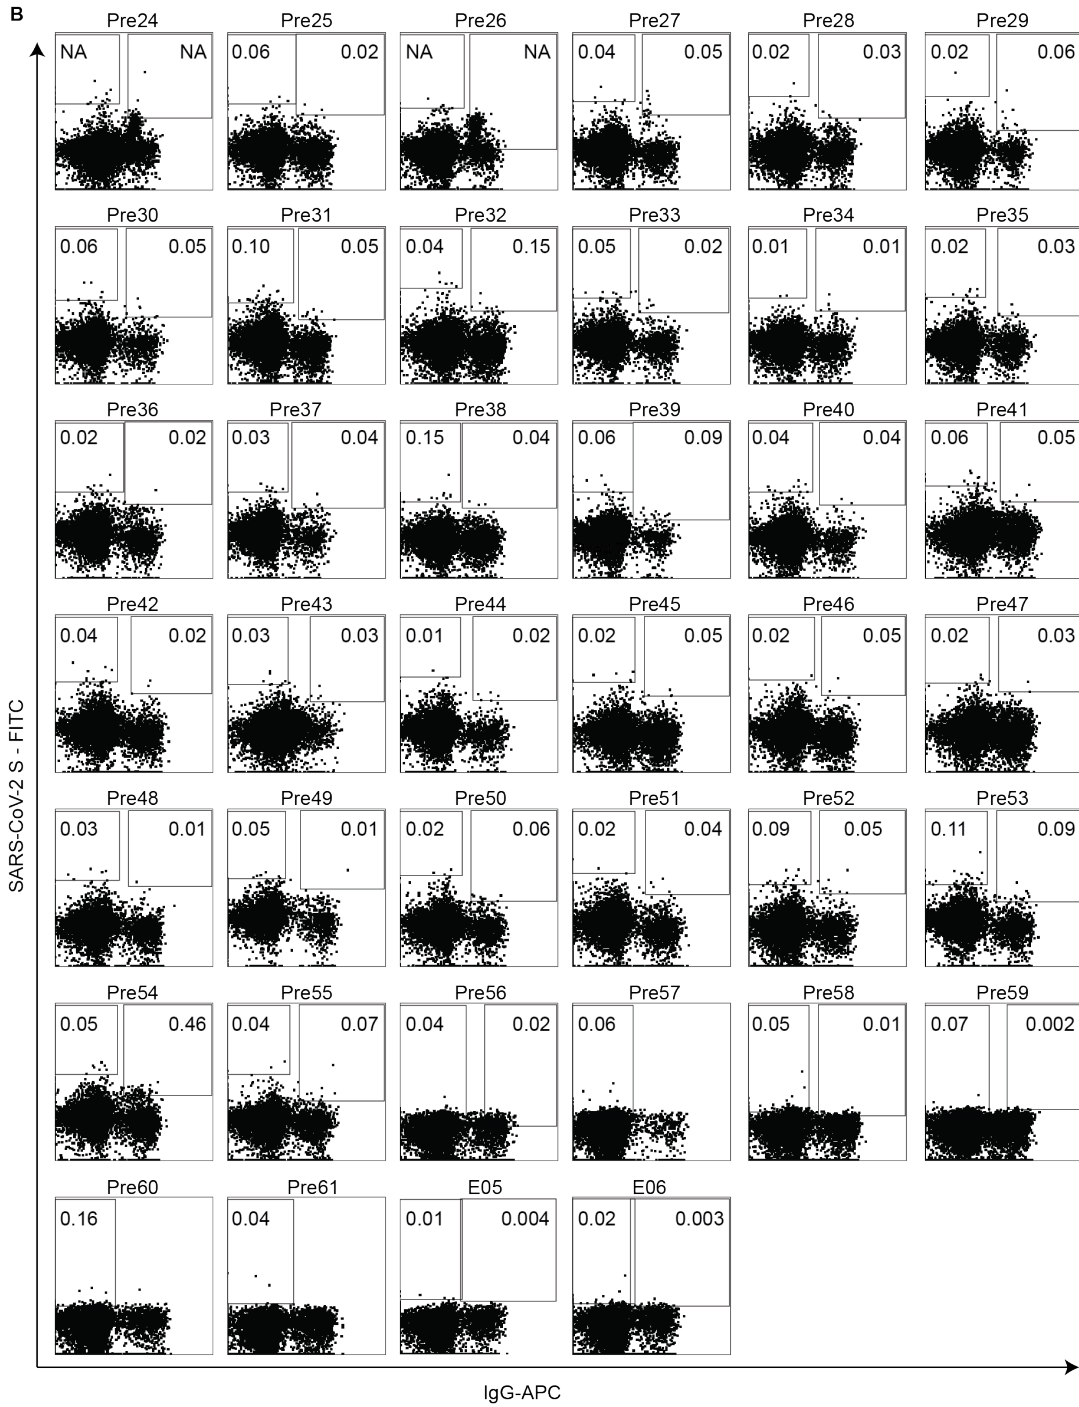 B
Pre24 Pre25 Pre26 Pre27 Pre28 Pre29
NA NA 0.06 0.02 NA NA 0.04 0.05 0.02 0.03 0.02 0.06
Pre30 Pre31 Pre32 Pre33 Pre34 Pre35
0.06 0.05 0.10 0.05 0.04 0.15 0.05 0.02 0.01 0.01 0.02 0.03
Pre36 Pre37 Pre38 Pre39 Pre40 Pre41
0.02 0.02 0.03 0.04 0.15 0.04 0.06 0.09 0.04 0.04 0.06 0.05
Pre42 Pre43 Pre44 Pre45 Pre46 Pre47
0.04 0.02 0.03 0.03 0.01 0.02 0.02 0.05 0.02 0.05 0.02 0.03
Pre48 Pre49 Pre50 Pre51 Pre52 Pre53
0.03 0.01 0.05 0.01 0.02 0.06 0.02 0.04 0.09 0.05 0.11 0.09
Pre54 Pre55 Pre56 Pre57 Pre58 Pre59
0.05 0.46 0.04 0.07 0.04 0.02 0.06 0.05 0.01 0.07 0.002
Pre60 Pre61 E05 E06
0.16 0.04 0.01 0.004 0.02 0.003
SARS-CoV-2 S - FITC
IgG-APC